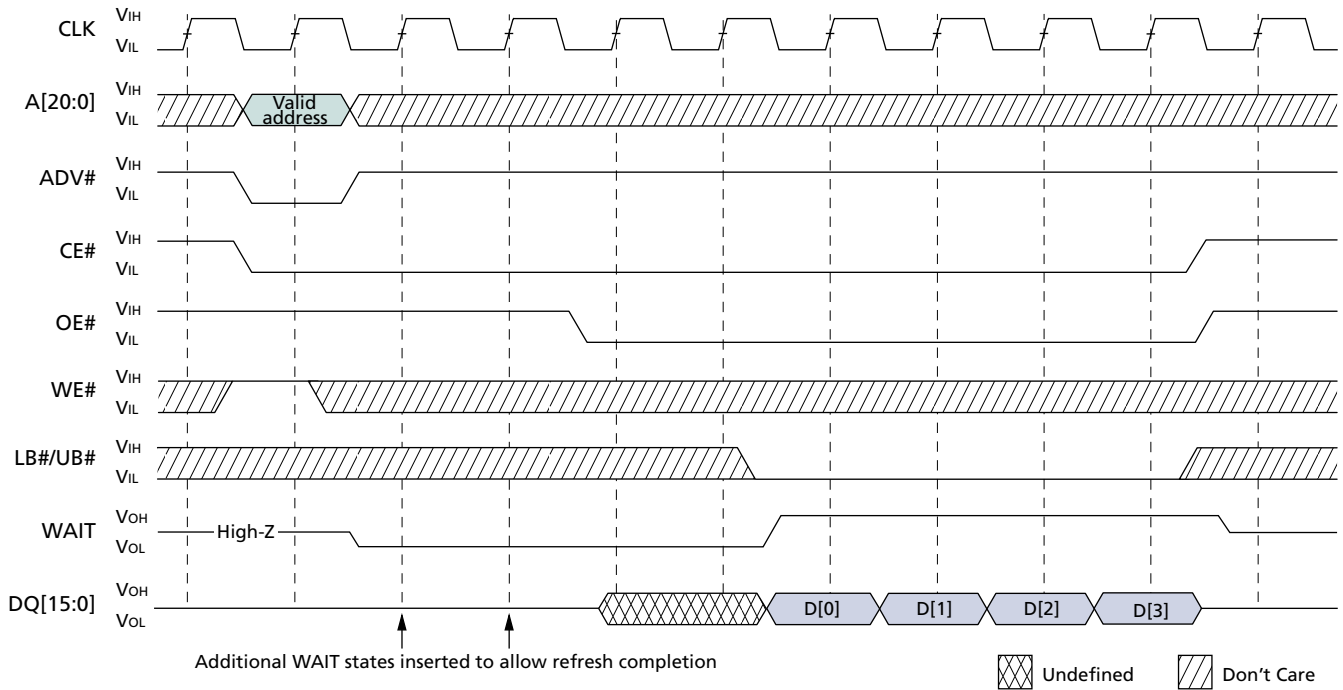 CLK VIH
VIL
A[20:0] VIH
VIL
Valid
address
ADV# VIH
VIL
CE# VIH
VIL
OE# VIH
VIL
WE# VIH
VIL
LB#/UB# VIH
VIL
WAIT VOH
VOL
High-Z
DQ[15:0] VOH
VOL
D[0] D[1] D[2] D[3]
Additional WAIT states inserted to allow refresh completion
Undefined Don't Care